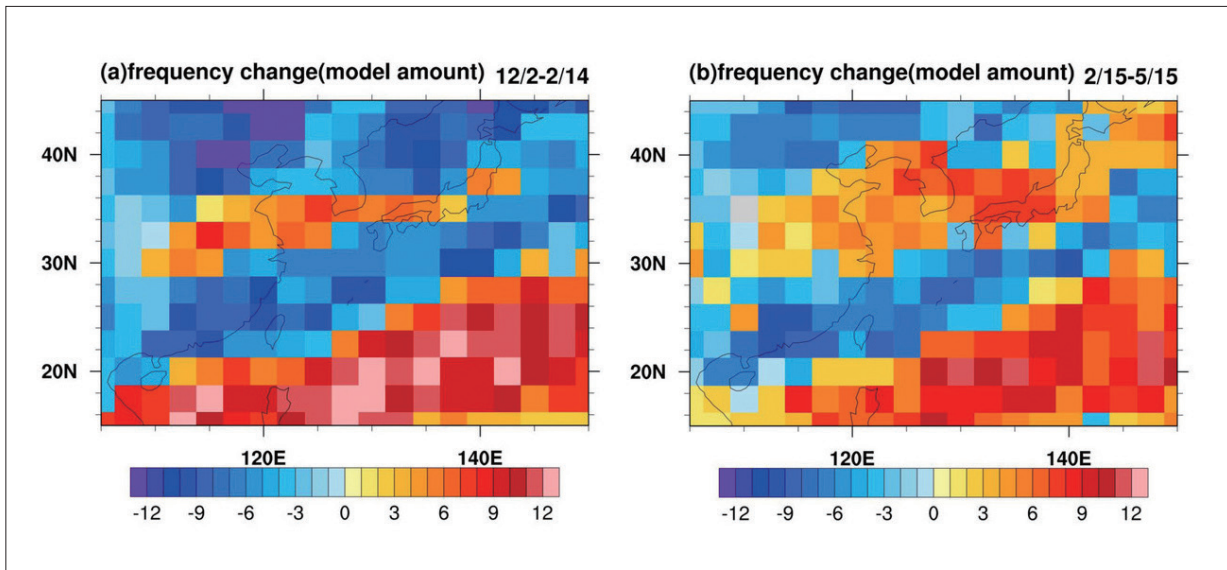 (a)frequency change(model amount) 12/2-2/14
40N
30N
20N
120E 140E
-12 -9 -6 -3 0 3 6 9 12
(b)frequency change(model amount) 2/15-5/15
40N
30N
20N
120E 140E
-12 -9 -6 -3 0 3 6 9 12